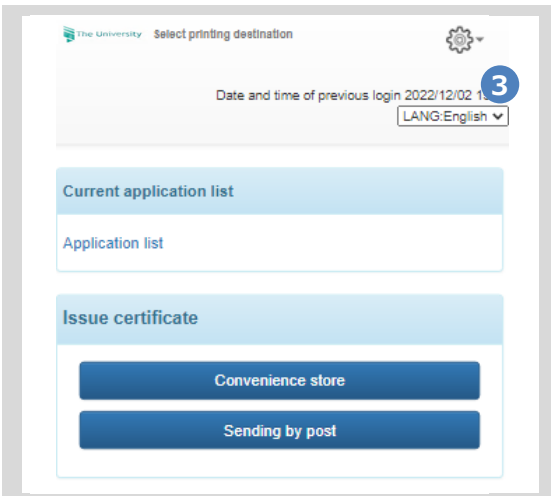 The University Select printing destination
3
Date and time of previous login 2022/12/02 1
LANG:English
Current application list
Application list
Issue certificate
Convenience store
Sending by post